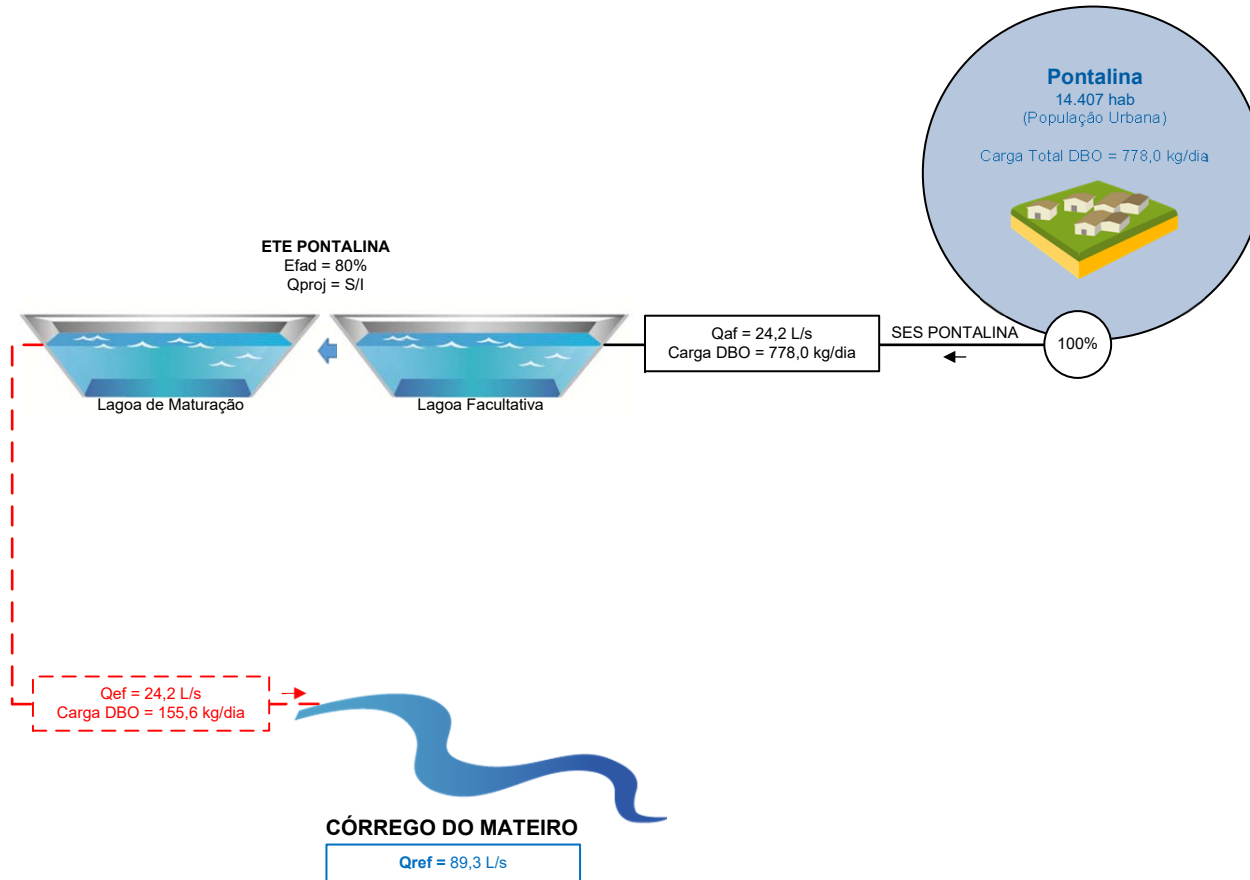 Pontalina
14.407 hab
(População Urbana)
Carga Total DBO = 778,0 kg/dia
ETE PONTALINA
Efad = 80%
Qproj = S/I
Qaf = 24,2 L/s
Carga DBO = 778,0 kg/dia
SES PONTALINA
100%
Lagoa de Maturação
Lagoa Facultativa
Qef = 24,2 L/s
Carga DBO = 155,6 kg/dia
CÓRREGO DO MATEIRO
Qref = 89,3 L/s